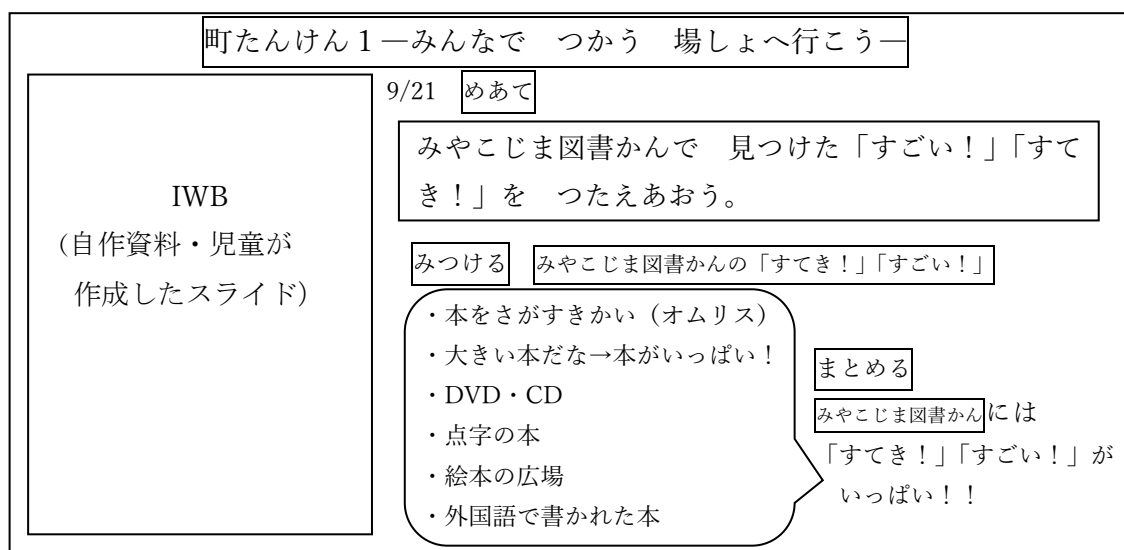 町たんけん１―みんなで　つかう　場しょへ行こう―
9/21　めあて
みやこじま図書かんで　見つけた「すごい！」「すて
き！」を　つたえあおう。
IWB
（自作資料・児童が
作成したスライド）
みつける　みやこじま図書かんの「すてき！」「すごい！」
・本をさがすきかい（オムリス）
・大きい本だな→本がいっぱい！
・DVD・CD
・点字の本
・絵本の広場
・外国語で書かれた本
まとめる
みやこじま図書かんには
「すてき！」「すごい！」が
いっぱい！！